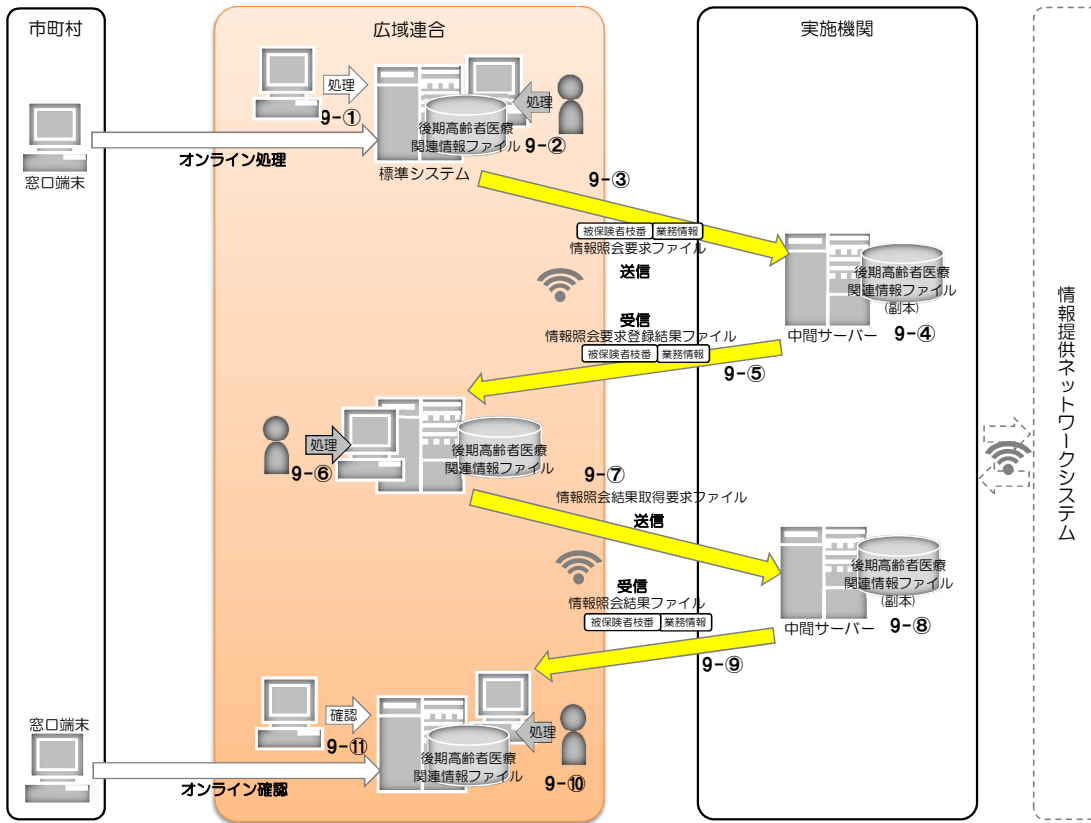 市町村
広域連合
実施機関
処理
9-①
処理
後期高齢者医療
関連情報ファイル
9-②
オンライン処理
標準システム
窓口端末
9-③
被保険者枝番
業務情報
情報照会要求ファイル
送信
後期高齢者医療
関連情報ファイル
(副本)
中間サーバー
9-④
受信
情報照会要求登録結果ファイル
被保険者枝番
業務情報
9-⑤
情報提供ネットワークシステム
処理
9-⑥
後期高齢者医療
関連情報ファイル
9-⑦
情報照会結果取得要求ファイル
送信
後期高齢者医療
関連情報ファイル
(副本)
中間サーバー
9-⑧
受信
情報照会結果ファイル
被保険者枝番
業務情報
9-⑨
窓口端末
確認
9-⑪
処理
後期高齢者医療
関連情報ファイル
9-⑩
オンライン確認